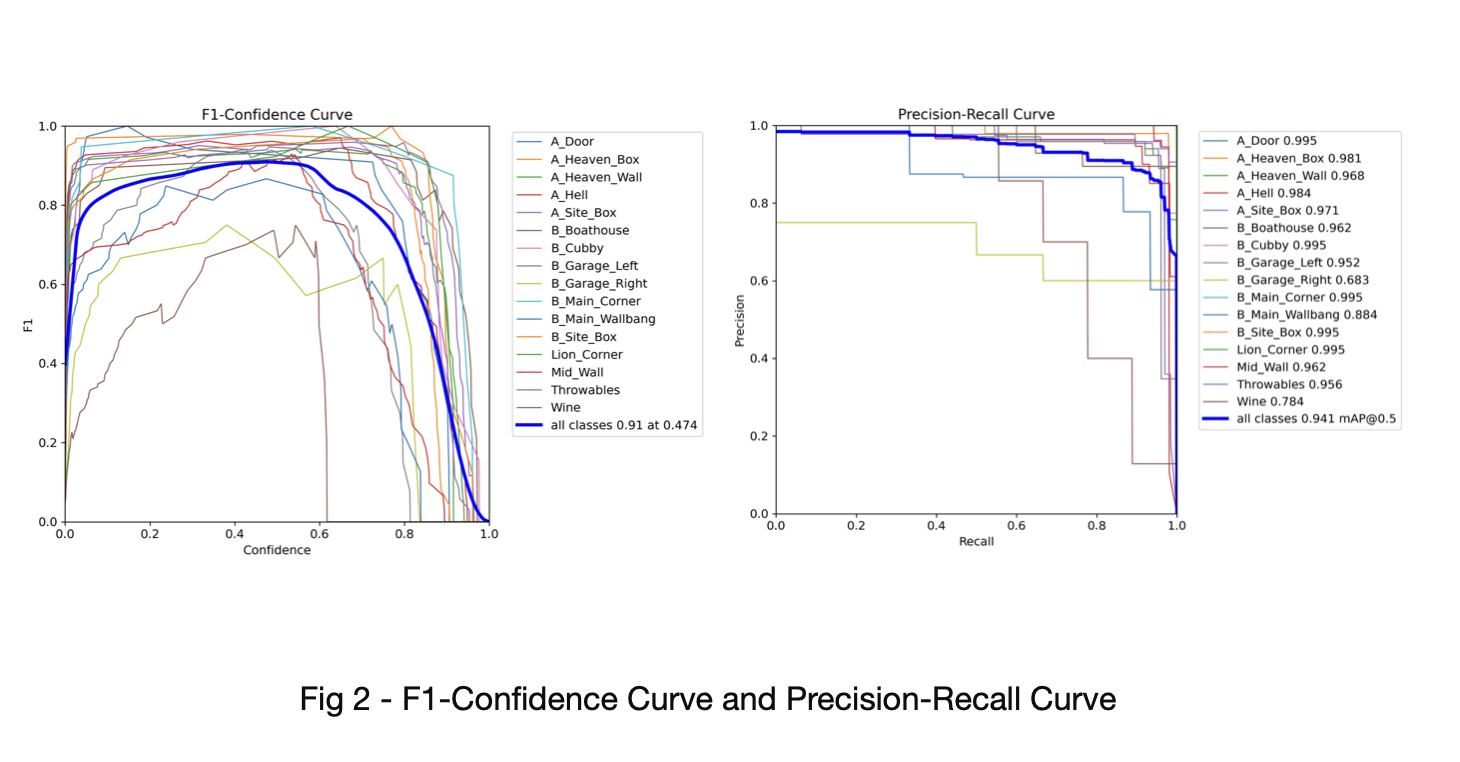 F1-Confidence Curve
1.0
0.8
0.6
0.4
0.2
0.0
F1
0.0 0.2 0.4 0.6 0.8 1.0
Confidence
A_Door
A_Heaven_Box
A_Heaven_Wall
A_Hell
A_Site_Box
B_Boathouse
B_Cubby
B_Garage_Left
B_Garage_Right
B_Main_Corner
B_Main_Wallbang
B_Site_Box
Lion_Corner
Mid_Wall
Throwables
Wine
all classes 0.91 at 0.474
Precision-Recall Curve
1.0
0.8
0.6
0.4
0.2
0.0
Precision
0.0 0.2 0.4 0.6 0.8 1.0
Recall
A_Door 0.995
A_Heaven_Box 0.981
A_Heaven_Wall 0.968
A_Hell 0.984
A_Site_Box 0.971
B_Boathouse 0.962
B_Cubby 0.995
B_Garage_Left 0.952
B_Garage_Right 0.683
B_Main_Corner 0.995
B_Main_Wallbang 0.884
B_Site_Box 0.995
Lion_Corner 0.995
Mid_Wall 0.962
Throwables 0.956
Wine 0.784
all classes 0.941 mAP@0.5
Fig 2 - F1-Confidence Curve and Precision-Recall Curve